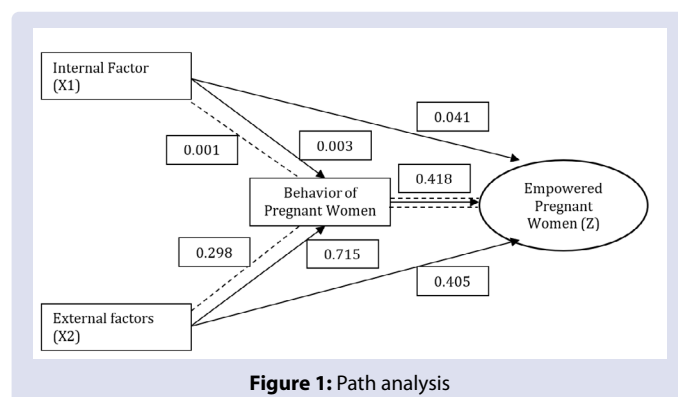 Internal Factor
(X1)
0.041
0.001
0.003
0.418
Behavior of
Pregnant Women
Empowered
Pregnant
Women (Z)
0.298
0.715
0.405
External factors
(X2)
Figure 1: Path analysis